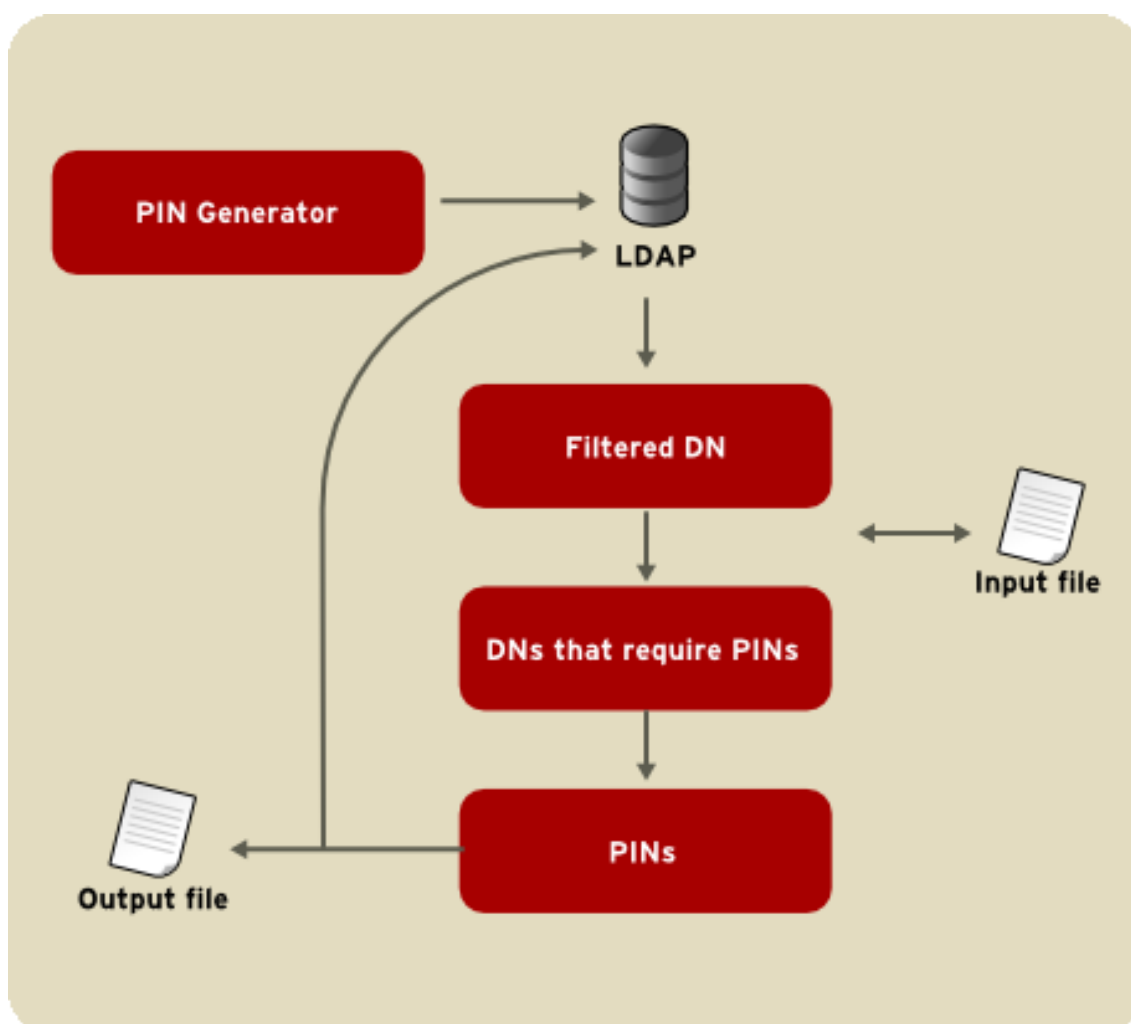 PIN Generator
LDAP
Filtered DN
Input file
DNs that require PINs
PINs
Output file